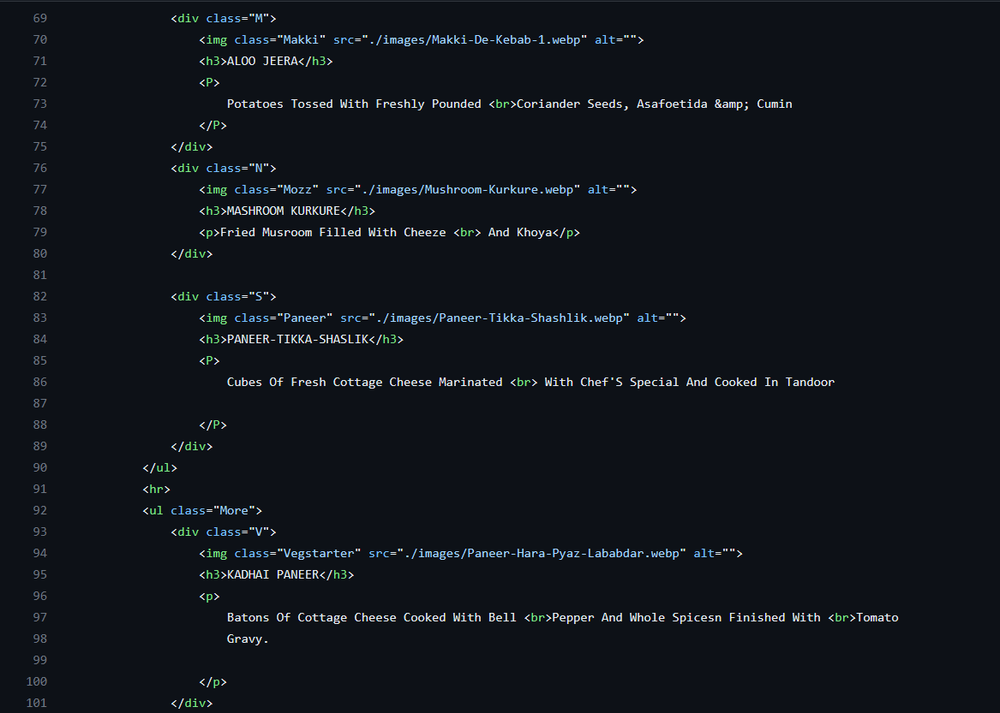 69 <div class="M">
70 <img class="Makki" src="./images/Makki-De-Kebab-1.webp" alt="">
71 <h3>ALOO JEERA</h3>
72 <P>
73 Potatoes Tossed With Freshly Pounded <br>Coriander Seeds, Asafoetida &amp; Cumin
74 </P>
75 </div>
76 <div class="N">
77 <img class="Mozz" src="./images/Mushroom-Kurkure.webp" alt="">
78 <h3>MASHROOM KURKURE</h3>
79 <p>Fried Musroom Filled With Cheeze <br> And Khoya</p>
80 </div>
81
82 <div class="S">
83 <img class="Paneer" src="./images/Paneer-Tikka-Shashlik.webp" alt="">
84 <h3>PANEER-TIKKA-SHASLIK</h3>
85 <P>
86 Cubes Of Fresh Cottage Cheese Marinated <br> With Chef'S Special And Cooked In Tandoor
87
88 </P>
89 </div>
90 </ul>
91 <hr>
92 <ul class="More">
93 <div class="V">
94 <img class="Vegstarter" src="./images/Paneer-Hara-Pyaz-Lababdar.webp" alt="">
95 <h3>KADHAI PANEER</h3>
96 <p>
97 Batons Of Cottage Cheese Cooked With Bell <br>Pepper And Whole Spicesn Finished With <br>Tomato
98 Gravy.
99
100 </p>
101 </div>